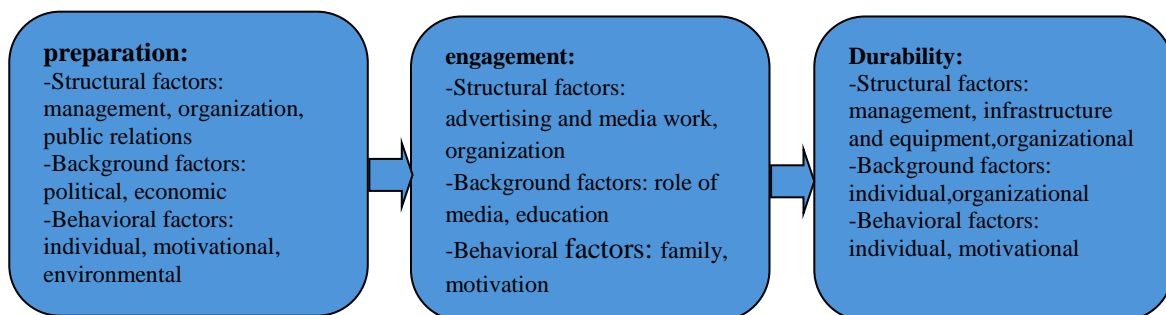 preparation:
-Structural factors:
management, organization,
public relations
-Background factors:
political, economic
-Behavioral factors:
individual, motivational,
environmental
engagement:
-Structural factors:
advertising and media work,
organization
-Background factors: role of
media, education
-Behavioral factors: family,
motivation
Durability:
-Structural factors:
management, infrastructure
and equipment,organizational
-Background factors:
individual,organizational
-Behavioral factors:
individual, motivational